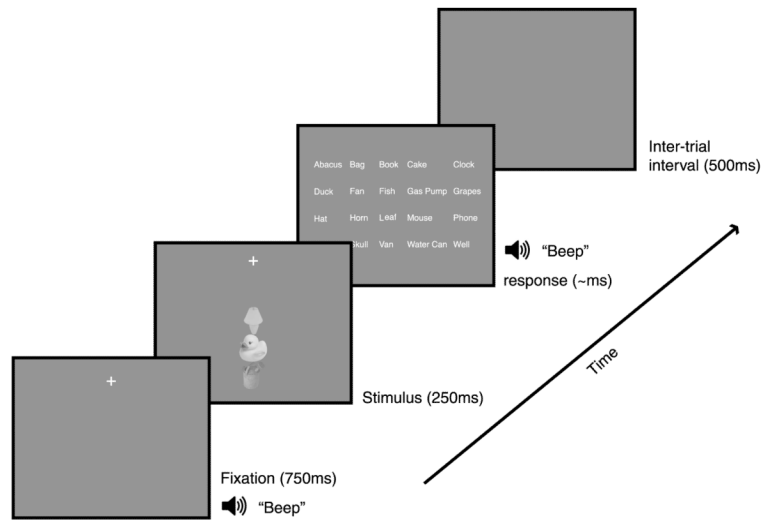 Inter-trial
interval (500ms)
Abacus Bag Book Cake Clock
Duck Fan Fish Gas Pump Grapes
Hat Horn Leaf Mouse Phone
Van Water Can Well
"Beep"
response (~ms)
Stimulus (250ms)
Time
Fixation (750ms)
"Beep"